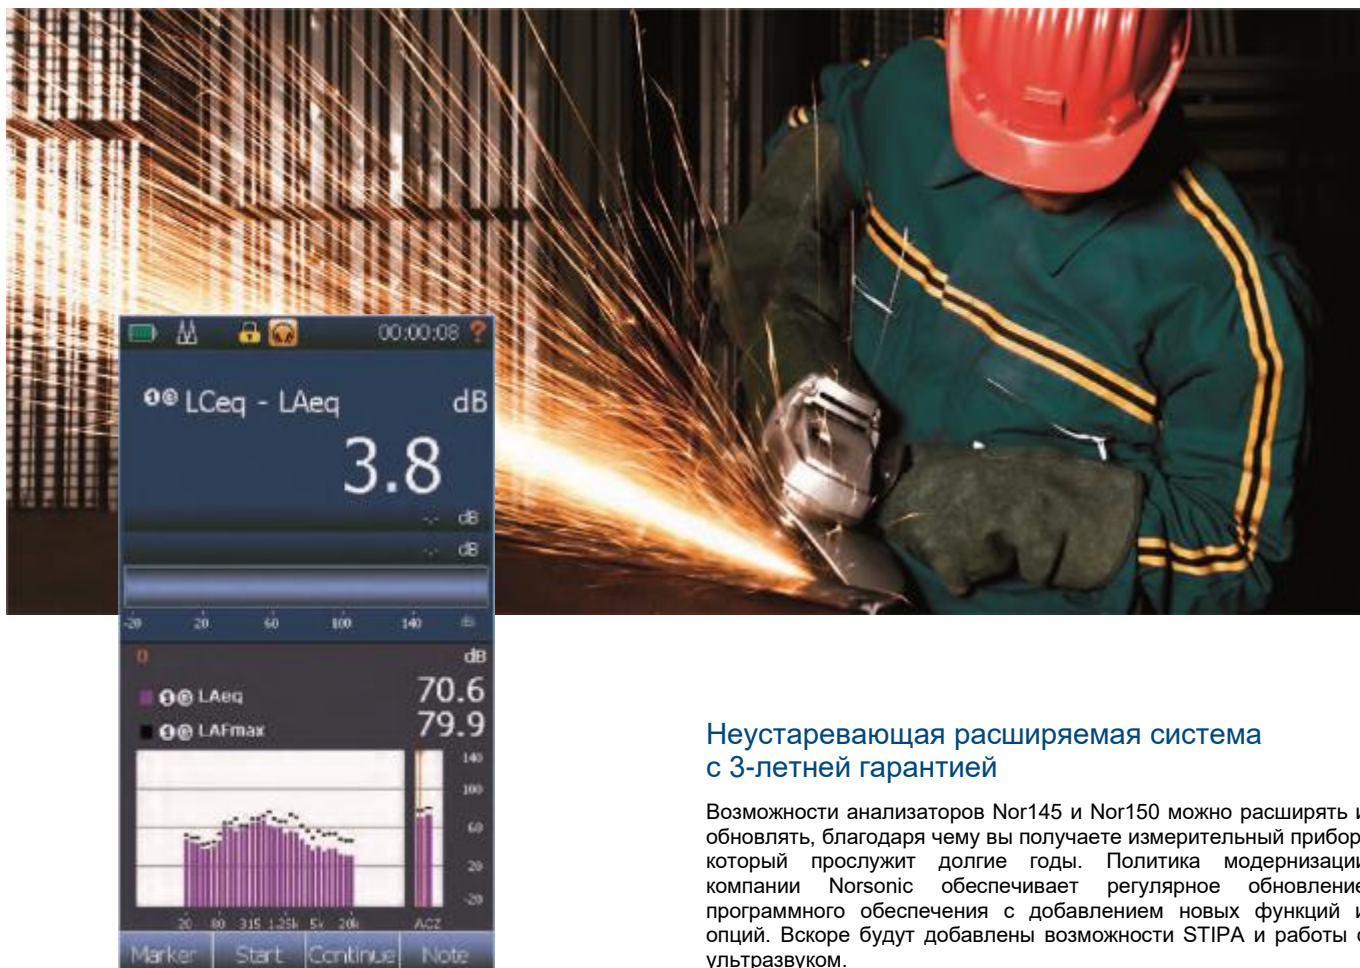 00:00:08 ?
LCeq - LAeq dB
3.8
-.- dB
-.- dB
-20 20 60 100 140 dB
0 dB
LAeq 70.6
LAFmax 79.9
140
100
60
20
-20
20 80 315 1.25k 5k 20k ACZ
Marker Start Continue Note
Неустаревающая расширяемая система
с 3-летней гарантией
Возможности анализаторов Nor145 и Nor150 можно расширять и
обновлять, благодаря чему вы получаете измерительный прибор,
который прослужит долгие годы. Политика модернизации
компании Norsonic обеспечивает регулярное обновление
программного обеспечения с добавлением новых функций и
опций. Вскоре будут добавлены возможности STIPA и работы с
ультразвуком.